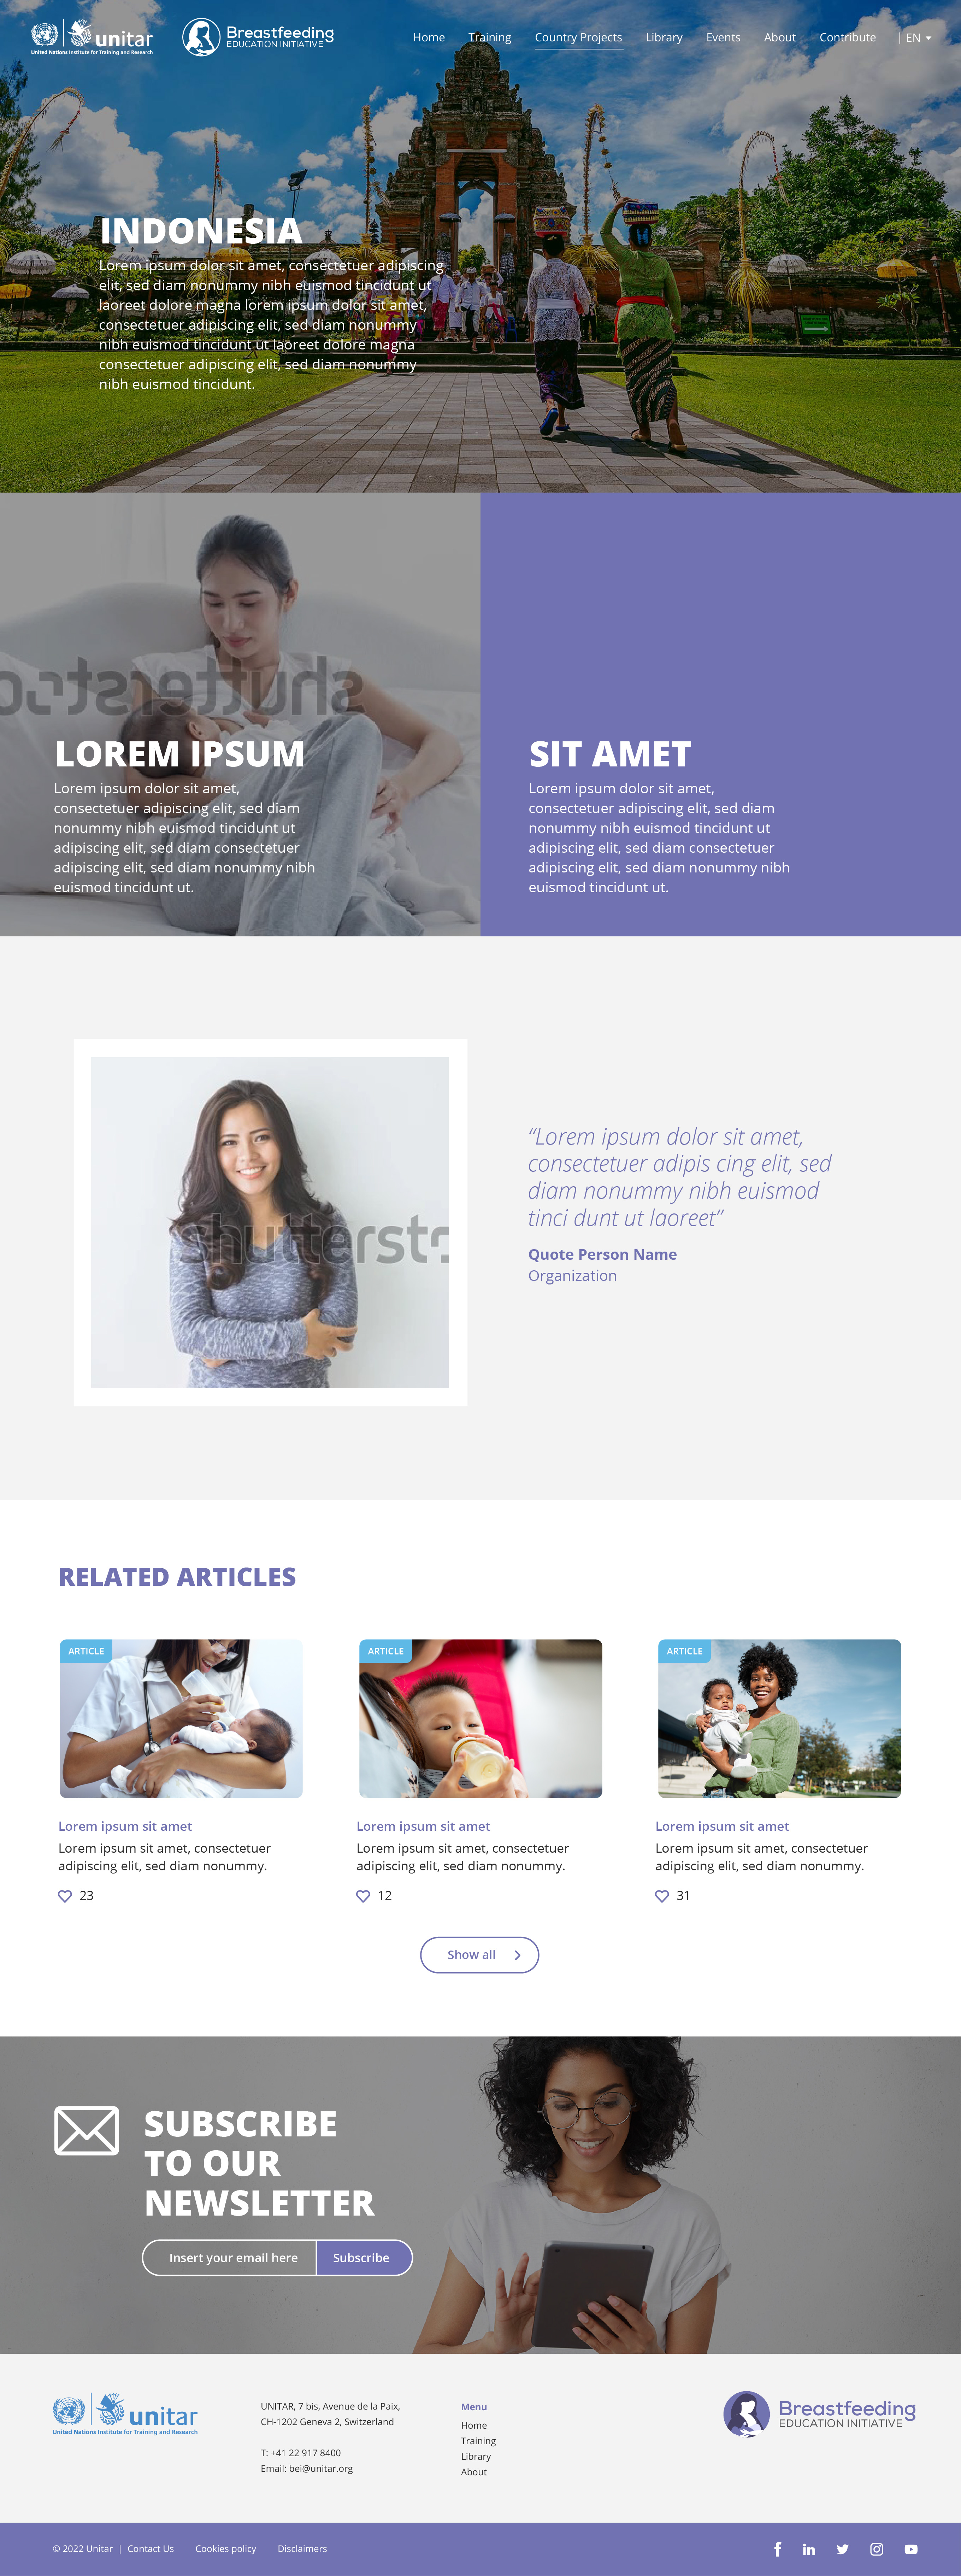 unitar
United Nations Institute for Training and Research
Breastfeeding
EDUCATION INITIATIVE
Home Training Country Projects Library Events About Contribute | EN
INDONESIA
Lorem ipsum dolor sit amet, consectetuer adipiscing
elit, sed diam nonummy nibh euismod tincidunt ut
laoreet dolore magna lorem ipsum dolor sit amet,
consectetuer adipiscing elit, sed diam nonummy
nibh euismod tincidunt ut laoreet dolore magna
consectetuer adipiscing elit, sed diam nonummy
nibh euismod tincidunt.
shutterstoc
LOREM IPSUM
Lorem ipsum dolor sit amet,
consectetuer adipiscing elit, sed diam
nonummy nibh euismod tincidunt ut
adipiscing elit, sed diam consectetuer
adipiscing elit, sed diam nonummy nibh
euismod tincidunt ut.
SIT AMET
Lorem ipsum dolor sit amet,
consectetuer adipiscing elit, sed diam
nonummy nibh euismod tincidunt ut
adipiscing elit, sed diam consectetuer
adipiscing elit, sed diam nonummy nibh
euismod tincidunt ut.
shutterst
“Lorem ipsum dolor sit amet,
consectetuer adipis cing elit, sed
diam nonummy nibh euismod
tinci dunt ut laoreet”
Quote Person Name
Organization
RELATED ARTICLES
ARTICLE
Lorem ipsum sit amet
Lorem ipsum sit amet, consectetuer
adipiscing elit, sed diam nonummy.
23
ARTICLE
Lorem ipsum sit amet
Lorem ipsum sit amet, consectetuer
adipiscing elit, sed diam nonummy.
12
ARTICLE
Lorem ipsum sit amet
Lorem ipsum sit amet, consectetuer
adipiscing elit, sed diam nonummy.
31
Show all
SUBSCRIBE
TO OUR
NEWSLETTER
Insert your email here
Subscribe
unitar
United Nations Institute for Training and Research
UNITAR, 7 bis, Avenue de la Paix,
CH-1202 Geneva 2, Switzerland
T: +41 22 917 8400
Email: bei@unitar.org
Menu
Home
Training
Library
About
Breastfeeding
EDUCATION INITIATIVE
© 2022 Unitar | Contact Us Cookies policy Disclaimers